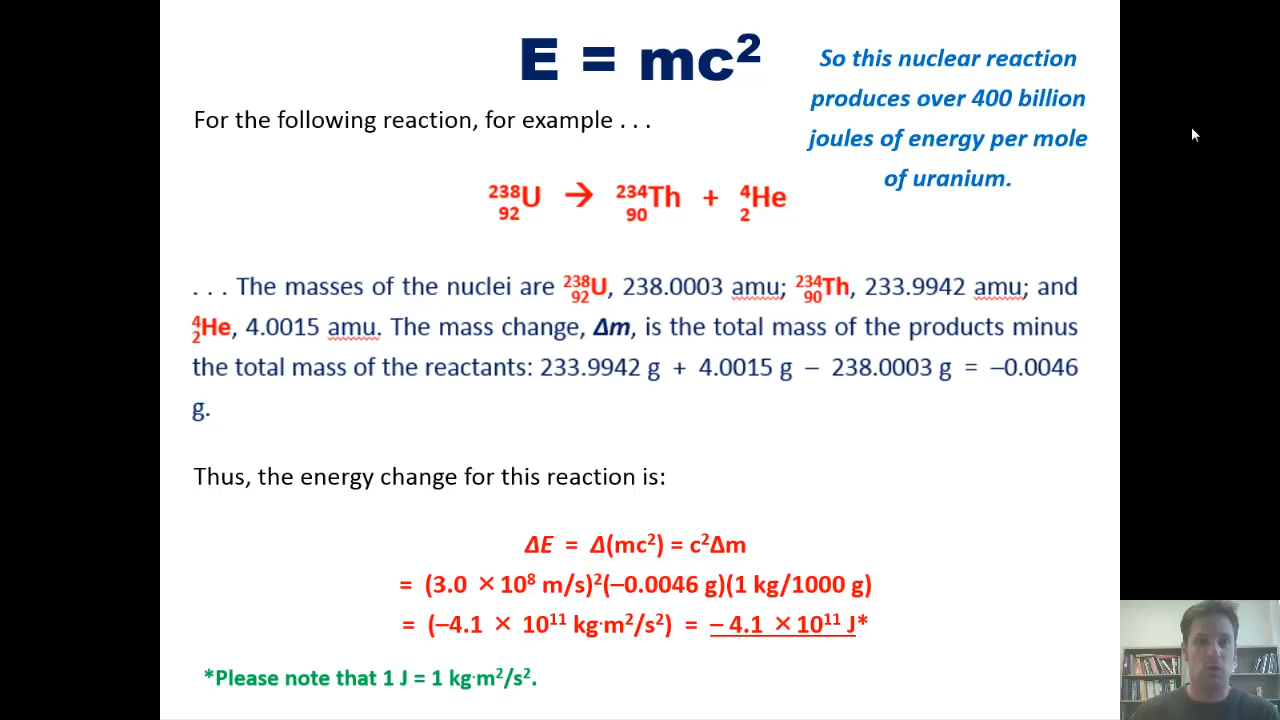 E = mc²
So this nuclear reaction
produces over 400 billion
joules of energy per mole
of uranium.
For the following reaction, for example . . .
²³⁸₉₂U → ²³⁴₉₀Th + ⁴₂He
. . . The masses of the nuclei are ²³⁸₉₂U, 238.0003 amu; ²³⁴₉₀Th, 233.9942 amu; and
⁴₂He, 4.0015 amu. The mass change, Δm, is the total mass of the products minus
the total mass of the reactants: 233.9942 g + 4.0015 g – 238.0003 g = –0.0046
g.
Thus, the energy change for this reaction is:
ΔE = Δ(mc²) = c²Δm
= (3.0 × 10⁸ m/s)²(–0.0046 g)(1 kg/1000 g)
= (–4.1 × 10¹¹ kg·m²/s²) = – 4.1 × 10¹¹ J*
*Please note that 1 J = 1 kg·m²/s².